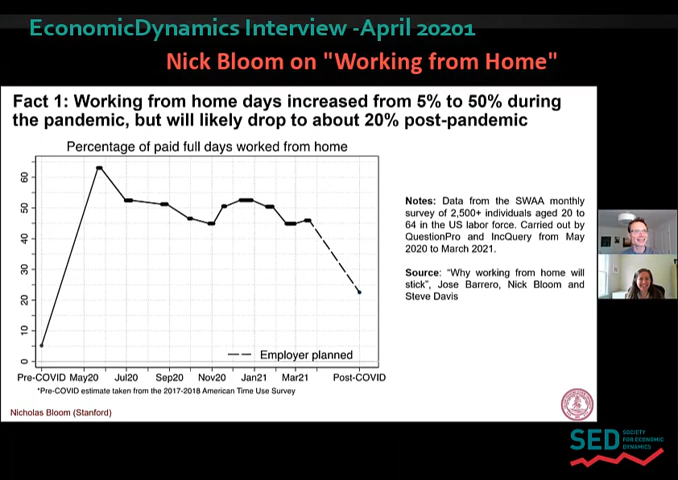 EconomicDynamics Interview -April 20201
Nick Bloom on "Working from Home"
Fact 1: Working from home days increased from 5% to 50% during
the pandemic, but will likely drop to about 20% post-pandemic
Percentage of paid full days worked from home
60
50
40
30
20
10
0
Pre-COVID May20 Jul20 Sep20 Nov20 Jan21 Mar21 Post-COVID
Employer planned
*Pre-COVID estimate taken from the 2017-2018 American Time Use Survey
Notes: Data from the SWAA monthly
survey of 2,500+ individuals aged 20 to
64 in the US labor force. Carried out by
QuestionPro and IncQuery from May
2020 to March 2021.
Source: "Why working from home will
stick", Jose Barrero, Nick Bloom and
Steve Davis
Nicholas Bloom (Stanford)
SED SOCIETY
FOR ECONOMIC
DYNAMICS